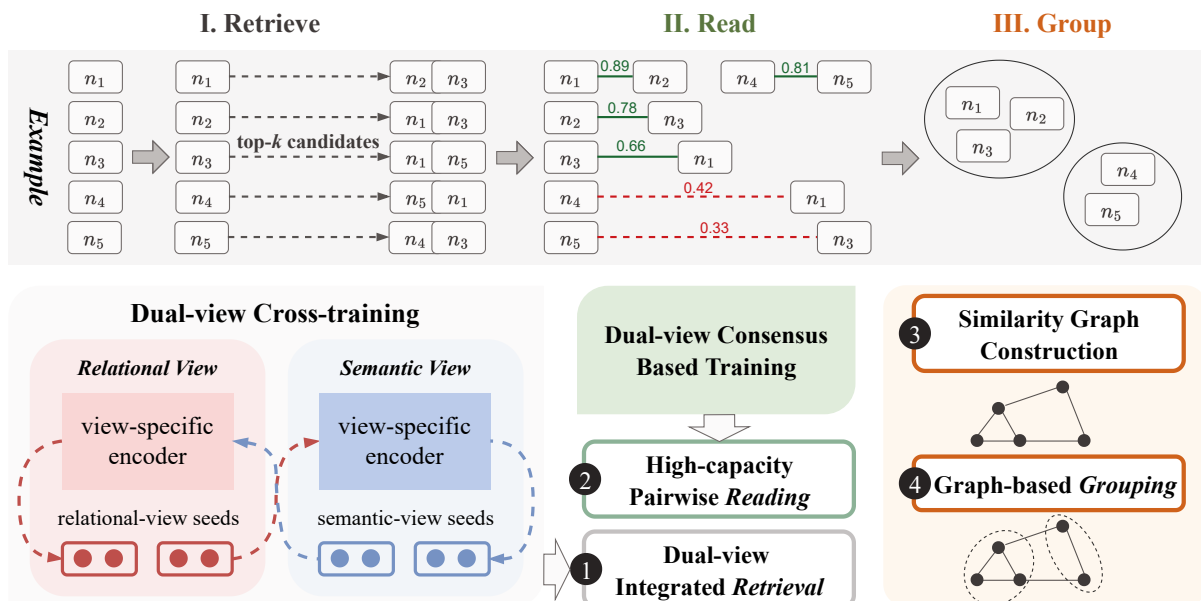 I. Retrieve
II. Read
III. Group
Example
n₁
n₂
n₃
n₄
n₅
n₁ n₂ n₃
n₂ n₁ n₃
top-k candidates
n₃ n₁ n₅
n₄ n₅ n₁
n₅ n₄ n₃
n₁ 0.89 n₂
n₄ 0.81 n₅
n₂ 0.78 n₃
n₃ 0.66 n₁
n₄ 0.42 n₁
n₅ 0.33 n₃
n₁
n₂
n₃
n₄
n₅
Dual-view Cross-training
Relational View
view-specific
encoder
relational-view seeds
Semantic View
view-specific
encoder
semantic-view seeds
Dual-view Consensus
Based Training
2
High-capacity
Pairwise Reading
1
Dual-view
Integrated Retrieval
3
Similarity Graph
Construction
4
Graph-based Grouping